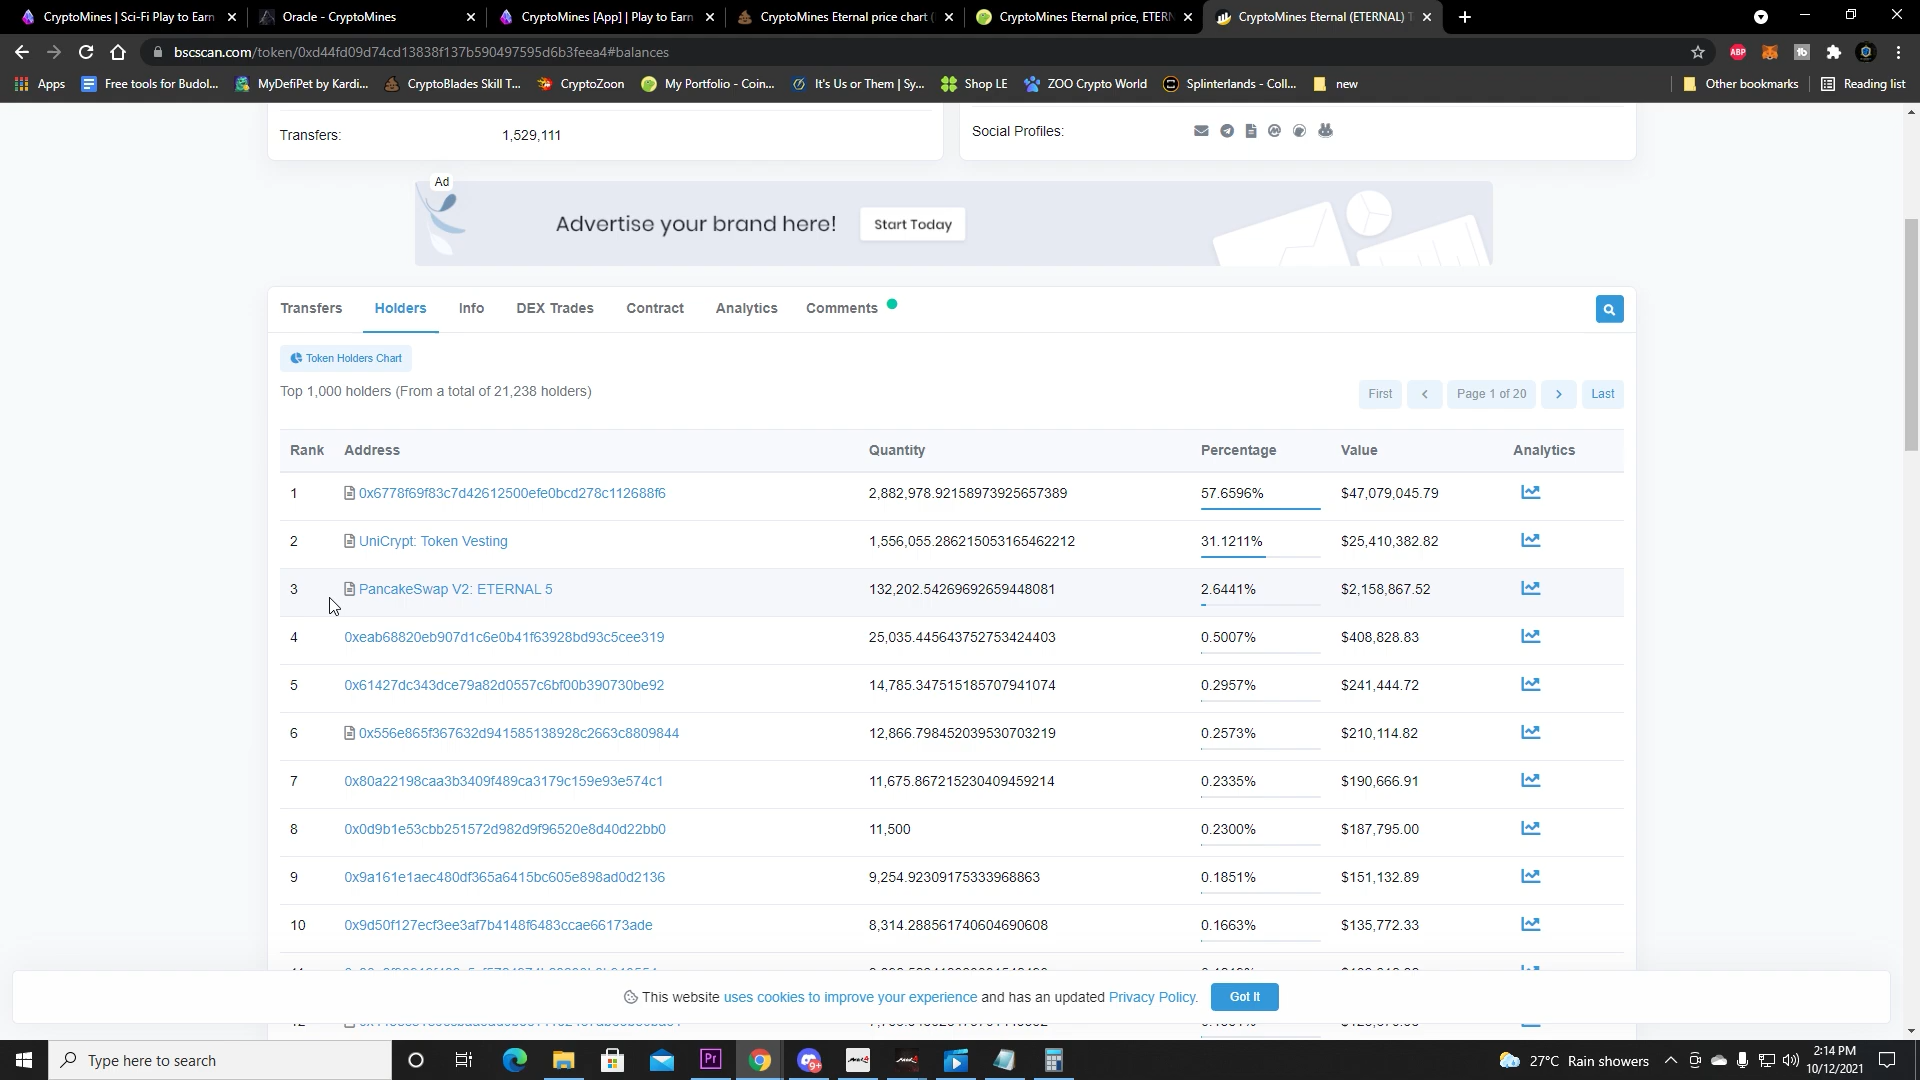 CryptoMines | Sci-Fi Play to Earn
Oracle - CryptoMines
CryptoMines [App] | Play to Earn
CryptoMines Eternal price chart
CryptoMines Eternal price, ETER
CryptoMines Eternal (ETERNAL)
bscscan.com/token/0xd44fd09d74cd13838f137b590497595d6b3feea4#balances
ABP
Apps
Free tools for Budol...
MyDefiPet by Kardi...
CryptoBlades Skill T...
CryptoZoon
My Portfolio - Coin...
It's Us or Them | Sy...
Shop LE
ZOO Crypto World
Splinterlands - Coll...
new
Other bookmarks
Reading list
Transfers: 1,529,111
Social Profiles:
Ad
Advertise your brand here! Start Today
Transfers Holders Info DEX Trades Contract Analytics Comments
Token Holders Chart
Top 1,000 holders (From a total of 21,238 holders)
First < Page 1 of 20 > Last
Rank Address Quantity Percentage Value Analytics
1 0x6778f69f83c7d42612500efe0bcd278c112688f6 2,882,978.92158973925657389 57.6596% $47,079,045.79
2 UniCrypt: Token Vesting 1,556,055.286215053165462212 31.1211% $25,410,382.82
3 PancakeSwap V2: ETERNAL 5 132,202.54269692659448081 2.6441% $2,158,867.52
4 0xeab68820eb907d1c6e0b41f63928bd93c5cee319 25,035.445643752753424403 0.5007% $408,828.83
5 0x61427dc343dce79a82d0557c6bf00b390730be92 14,785.347515185707941074 0.2957% $241,444.72
6 0x556e865f367632d941585138928c2663c8809844 12,866.798452039530703219 0.2573% $210,114.82
7 0x80a22198caa3b3409f489ca3179c159e93e574c1 11,675.867215230409459214 0.2335% $190,666.91
8 0x0d9b1e53cbb251572d982d9f96520e8d40d22bb0 11,500 0.2300% $187,795.00
9 0x9a161e1aec480df365a6415bc605e898ad0d2136 9,254.92309175333968863 0.1851% $151,132.89
10 0x9d50f127ecf3ee3af7b4148f6483ccae66173ade 8,314.288561740604690608 0.1663% $135,772.33
This website uses cookies to improve your experience and has an updated Privacy Policy. Got It
Type here to search
Pr
9+
27°C Rain showers
2:14 PM
10/12/2021